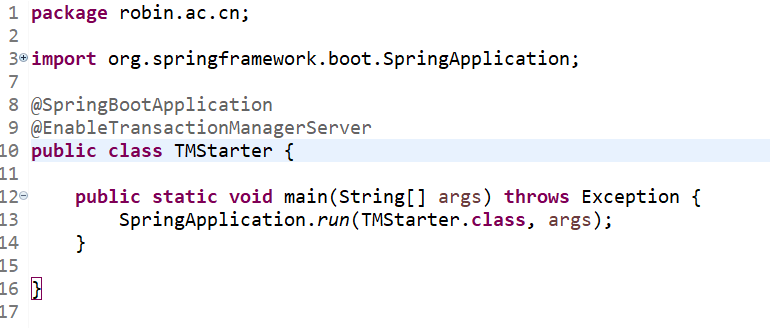 1 package robin.ac.cn;
2
3 import org.springframework.boot.SpringApplication;
7
8 @SpringBootApplication
9 @EnableTransactionManagerServer
10 public class TMStarter {
11
12     public static void main(String[] args) throws Exception {
13         SpringApplication.run(TMStarter.class, args);
14     }
15
16 }
17